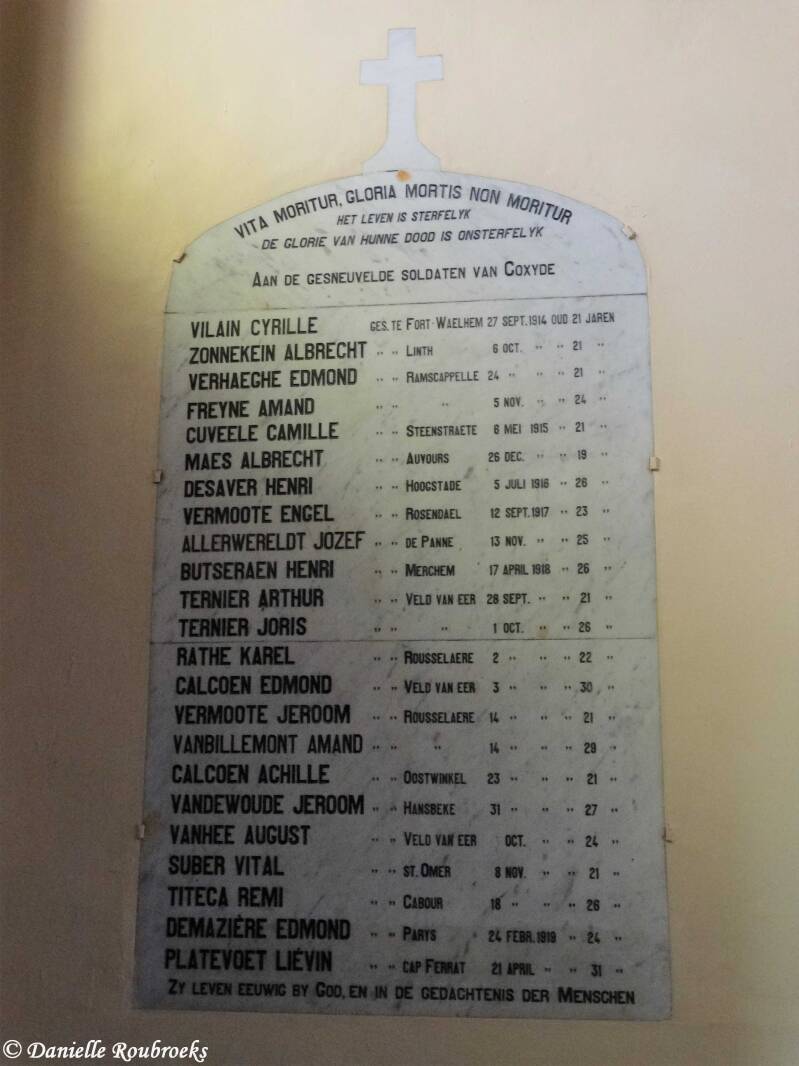 VITA MORITUR, GLORIA MORTIS NON MORITUR
HET LEVEN IS STERFELYK
DE GLORIE VAN HUNNE DOOD IS ONSTERFELYK
AAN DE GESNEUVELDE SOLDATEN VAN COXYDE
VILAIN CYRILLE GES. TE FORT-WAELHEM 27 SEPT. 1914 OUD 21 JAREN
ZONNEKEIN ALBRECHT " " LINTH 6 OCT. " " 21 "
VERHAEGHE EDMOND " " RAMSCAPPELLE 24 " " " 21 "
FREYNE AMAND " " " 5 NOV. " " 24 "
CUVEELE CAMILLE " " STEENSTRAETE 6 MEI 1915 " 21 "
MAES ALBRECHT " " AUVOURS 26 DEC. " " 19 "
DESAVER HENRI " " HOOGSTADE 5 JULI 1916 " 26 "
VERMOOTE ENGEL " " ROSENDAEL 12 SEPT. 1917 " 23 "
ALLERWERELDT JOZEF " " DE PANNE 13 NOV. " " 25 "
BUTSERAEN HENRI " " MERCHEM 17 APRIL 1918 " 26 "
TERNIER ARTHUR " " VELD VAN EER 28 SEPT. " " 21 "
TERNIER JORIS " " " 1 OCT. " " 26 "
RATHE KAREL " " ROUSSELAERE 2 " " " 22 "
CALCOEN EDMOND " " VELD VAN EER 3 " " " 30 "
VERMOOTE JEROOM " " ROUSSELAERE 14 " " " 21 "
VANBILLEMONT AMAND " " " 14 " " " 29 "
CALCOEN ACHILLE " " OOSTWINKEL 23 " " " 21 "
VANDEWOUDE JEROOM " " HANSBEKE 31 " " " 27 "
VANHEE AUGUST " " VELD VAN EER OCT. " " 24 "
SUBER VITAL " " ST. OMER 8 NOV. " " 21 "
TITECA REMI " " CABOUR 18 " " " 26 "
DEMAZIÈRE EDMOND " " PARYS 24 FEBR. 1919 " 24 "
PLATEVOET LIÉVIN " " CAP FERRAT 21 APRIL " " 31 "
ZY LEVEN EEUWIG BY GOD, EN IN DE GEDACHTENIS DER MENSCHEN
© Danielle Roubroeks